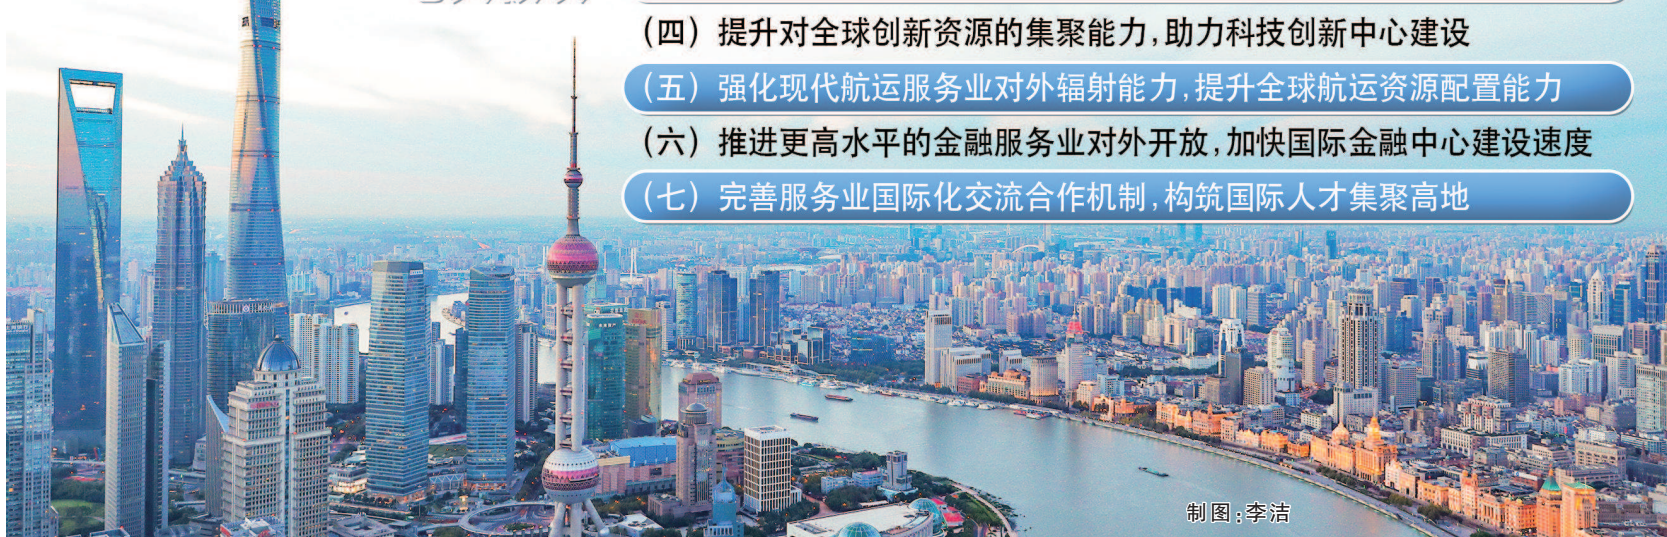 （四）提升对全球创新资源的集聚能力,助力科技创新中心建设
（五）强化现代航运服务业对外辐射能力,提升全球航运资源配置能力
（六）推进更高水平的金融服务业对外开放,加快国际金融中心建设速度
（七）完善服务业国际化交流合作机制,构筑国际人才集聚高地
制图:李洁